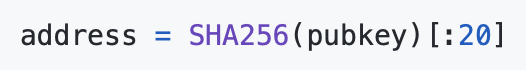 address = SHA256(pubkey)[:20]